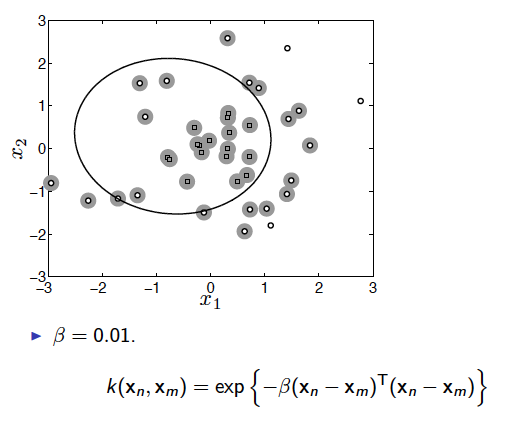 3
2
1
0
−1
−2
−3
x₂
−3 −2 −1 0 1 2 3
x₁
► β = 0.01.
k(xₙ, xₘ) = exp {−β(xₙ − xₘ)ᵀ(xₙ − xₘ)}